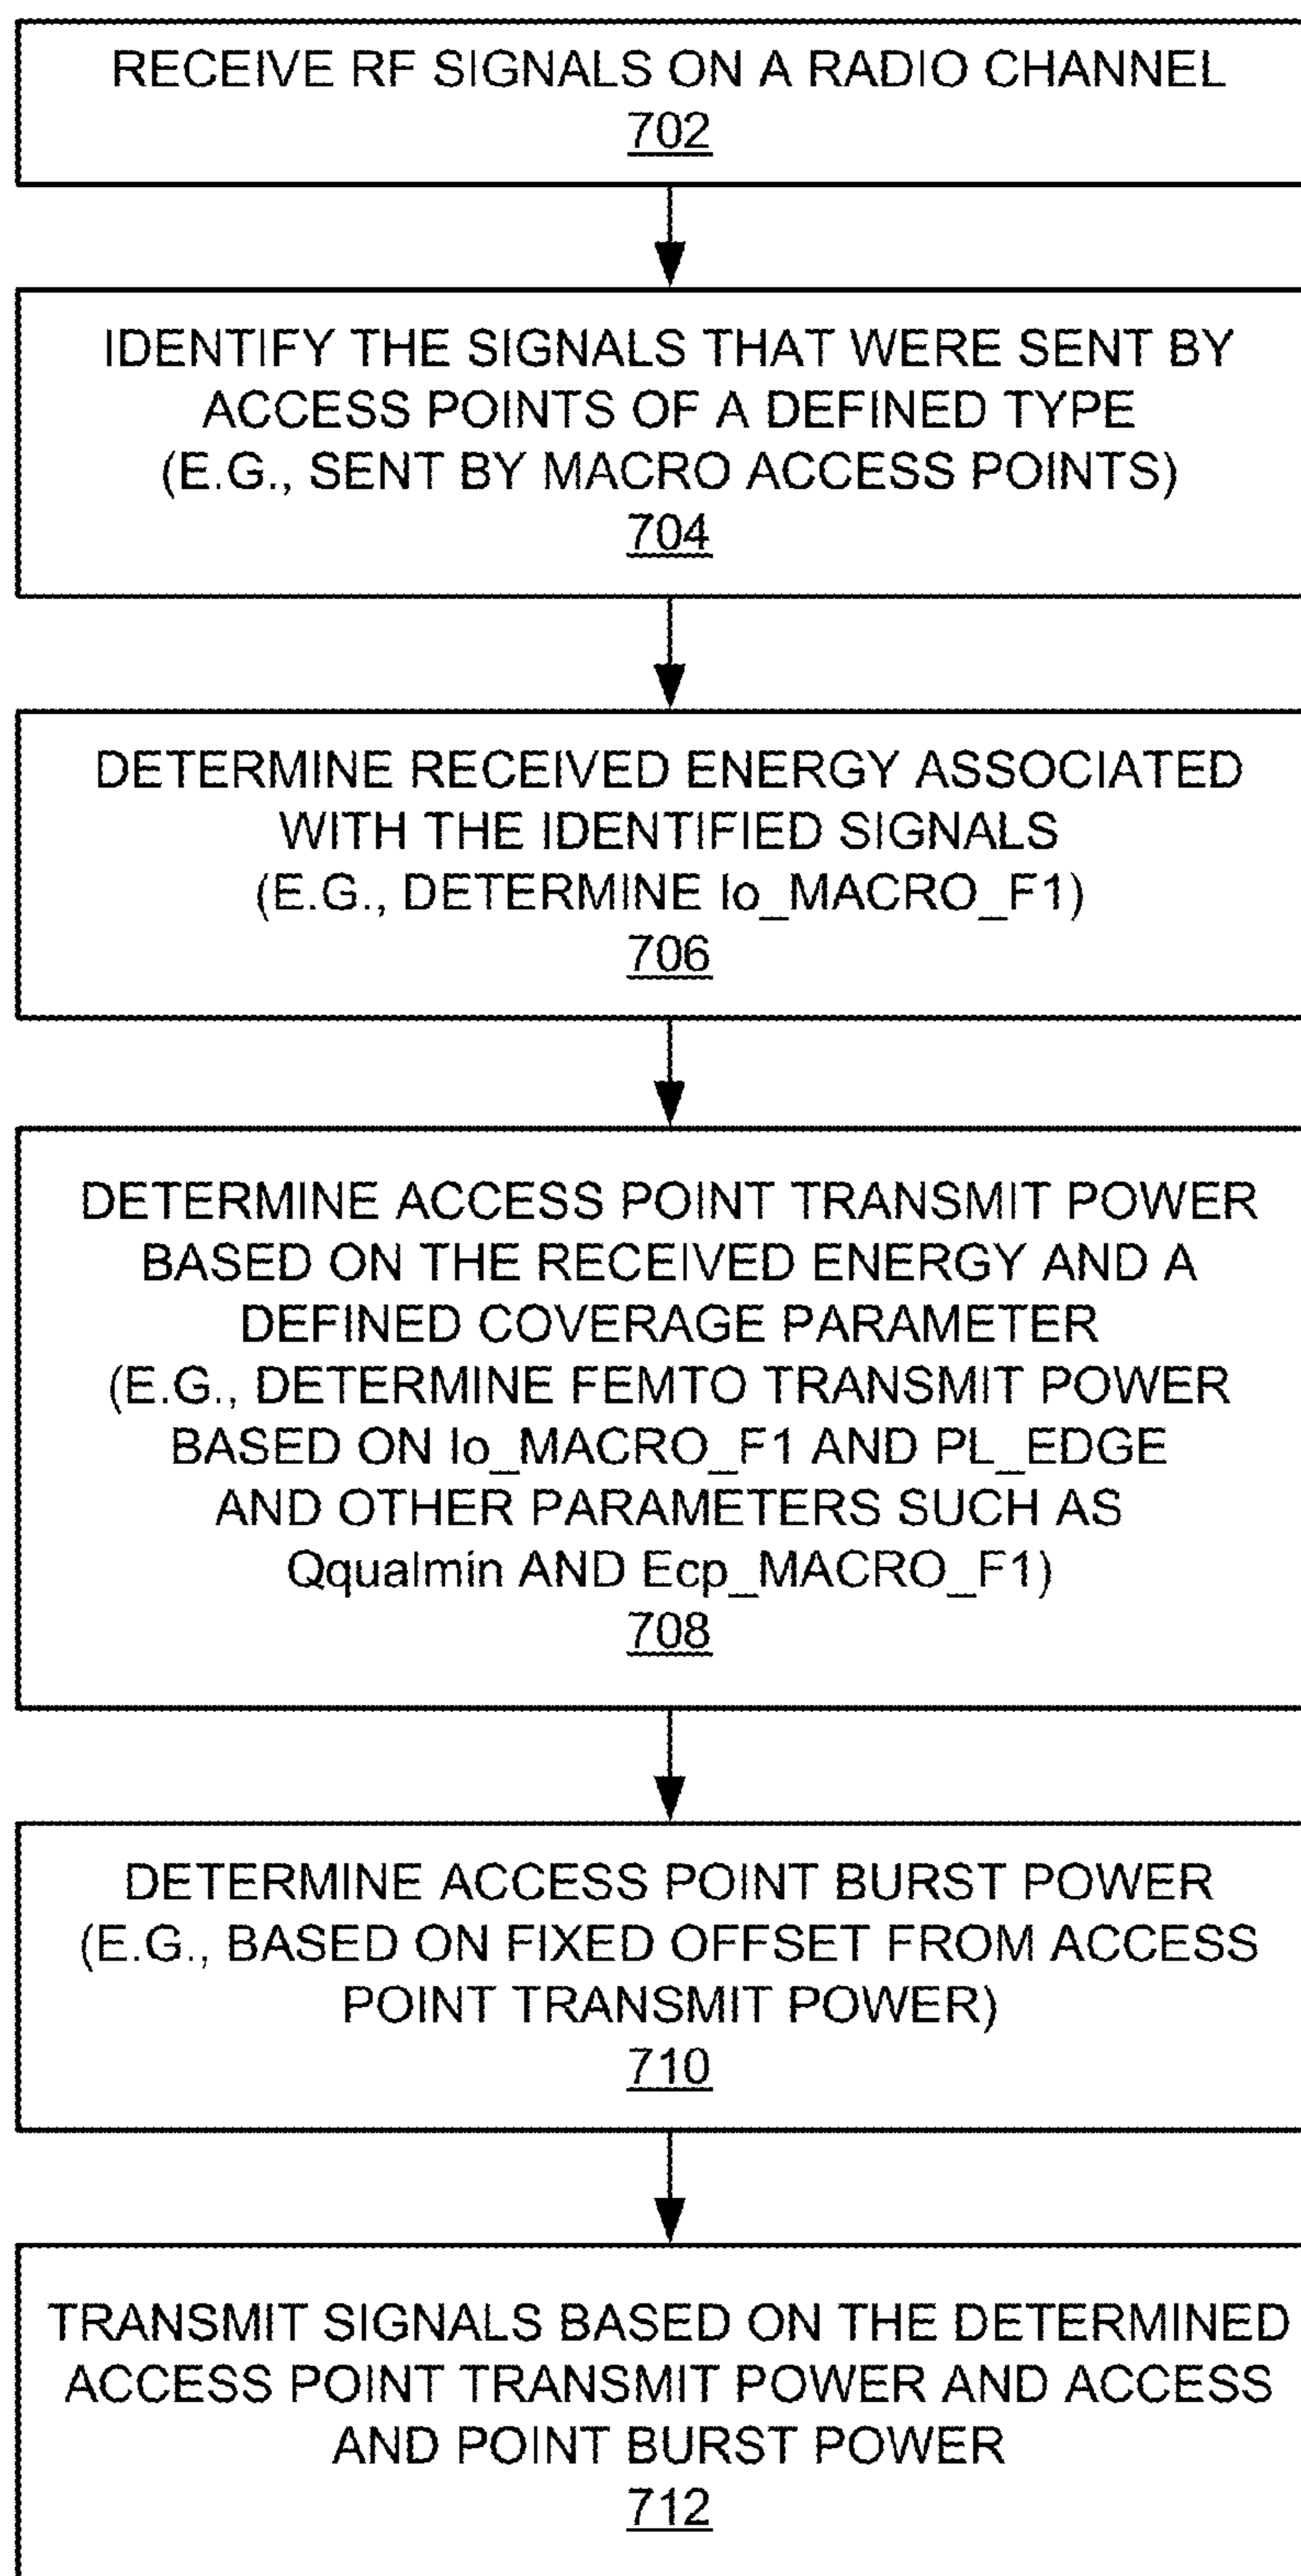 RECEIVE RF SIGNALS ON A RADIO CHANNEL
702
IDENTIFY THE SIGNALS THAT WERE SENT BY
ACCESS POINTS OF A DEFINED TYPE
(E.G., SENT BY MACRO ACCESS POINTS)
704
DETERMINE RECEIVED ENERGY ASSOCIATED
WITH THE IDENTIFIED SIGNALS
(E.G., DETERMINE Io_MACRO_F1)
706
DETERMINE ACCESS POINT TRANSMIT POWER
BASED ON THE RECEIVED ENERGY AND A
DEFINED COVERAGE PARAMETER
(E.G., DETERMINE FEMTO TRANSMIT POWER
BASED ON Io_MACRO_F1 AND PL_EDGE
AND OTHER PARAMETERS SUCH AS
Qqualmin AND Ecp_MACRO_F1)
708
DETERMINE ACCESS POINT BURST POWER
(E.G., BASED ON FIXED OFFSET FROM ACCESS
POINT TRANSMIT POWER)
710
TRANSMIT SIGNALS BASED ON THE DETERMINED
ACCESS POINT TRANSMIT POWER AND ACCESS
AND POINT BURST POWER
712